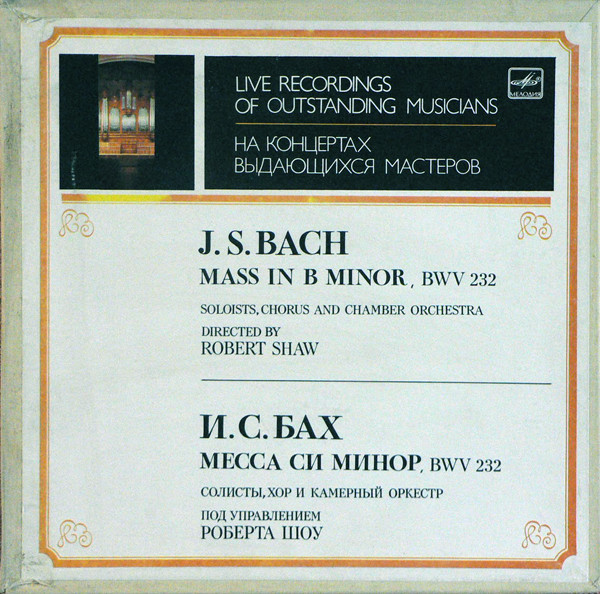 LIVE RECORDINGS
OF OUTSTANDING MUSICIANS
МЕЛОДИЯ
НА КОНЦЕРТАХ
ВЫДАЮЩИХСЯ МАСТЕРОВ
J. S. BACH
MASS IN B MINOR, BWV 232
SOLOISTS, CHORUS AND CHAMBER ORCHESTRA
DIRECTED BY
ROBERT SHAW
И. С. БАХ
МЕССА СИ МИНОР, BWV 232
СОЛИСТЫ, ХОР И КАМЕРНЫЙ ОРКЕСТР
ПОД УПРАВЛЕНИЕМ
РОБЕРТА ШОУ